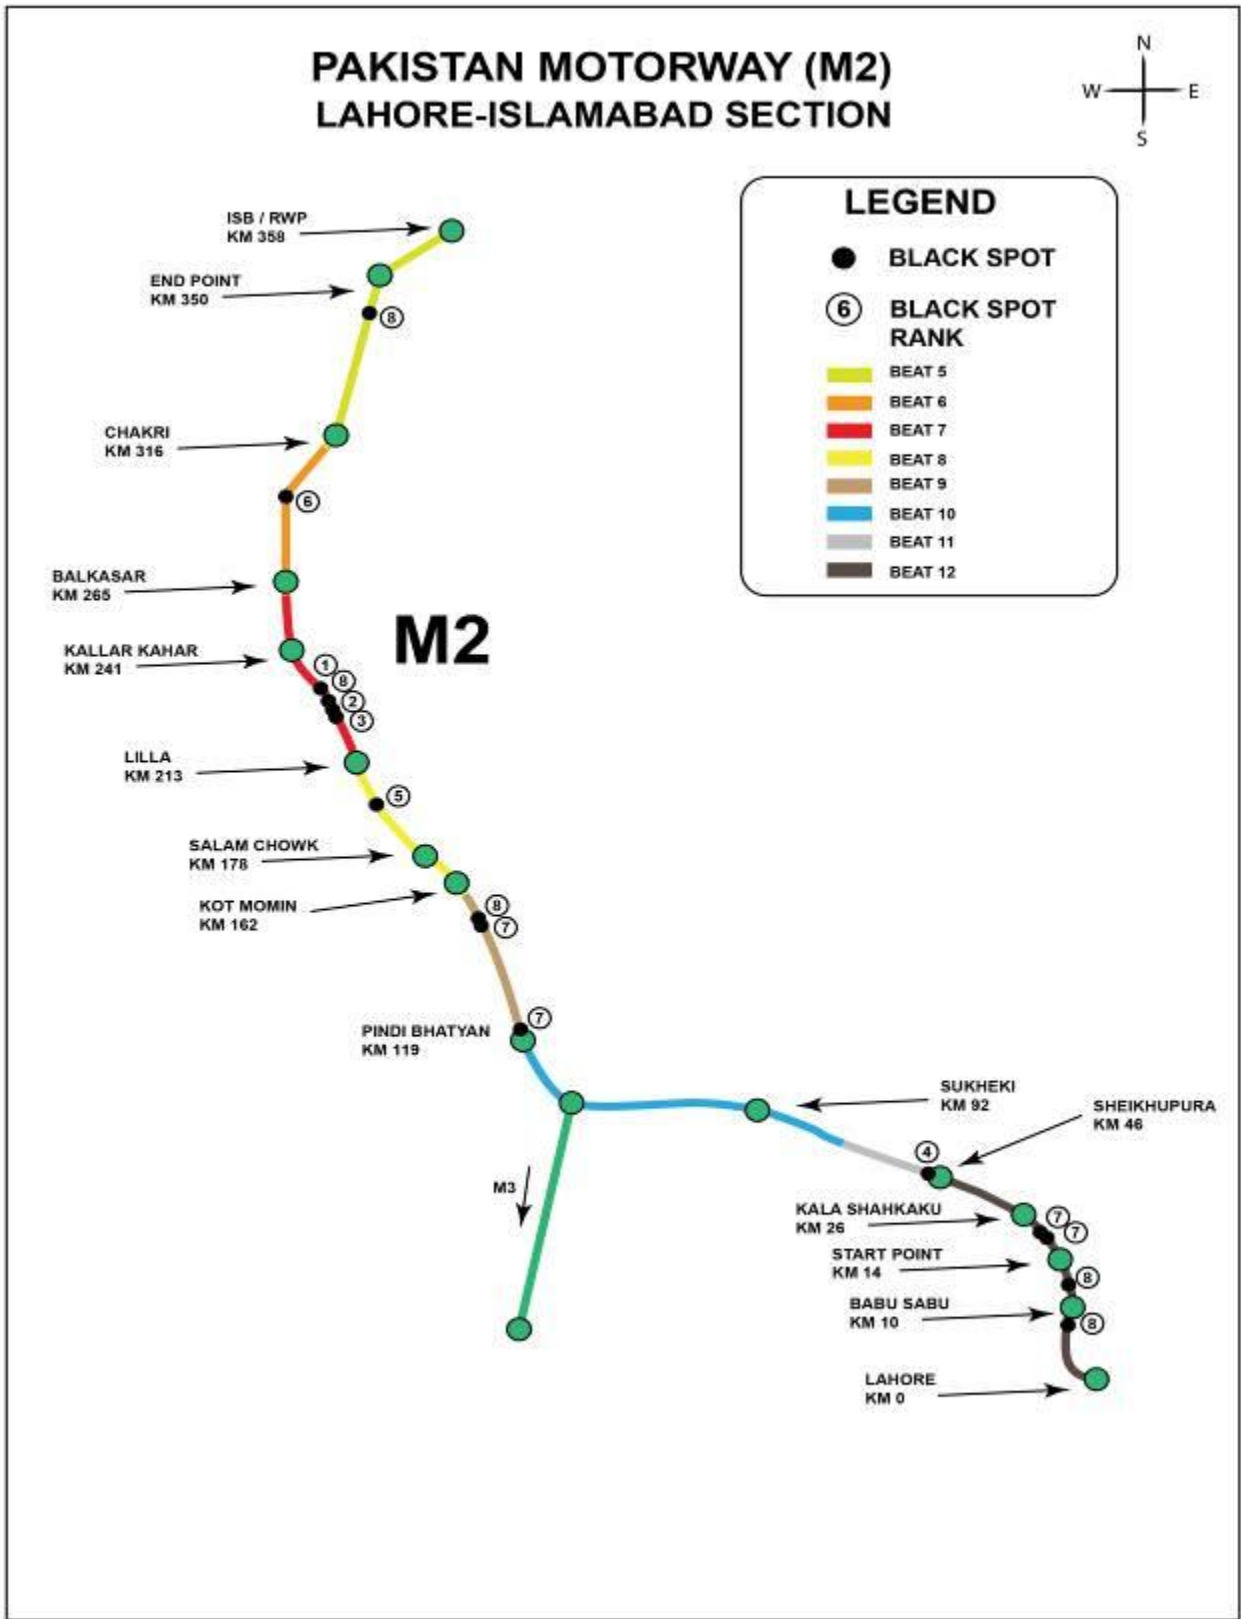 PAKISTAN MOTORWAY (M2)
LAHORE-ISLAMABAD SECTION
N
W
E
S
LEGEND
BLACK SPOT
6
BLACK SPOT
RANK
BEAT 5
BEAT 6
BEAT 7
BEAT 8
BEAT 9
BEAT 10
BEAT 11
BEAT 12
ISB / RWP
KM 358
END POINT
KM 350
8
CHAKRI
KM 316
6
BALKASAR
KM 265
M2
KALLAR KAHAR
KM 241
1
8
2
3
LILLA
KM 213
5
SALAM CHOWK
KM 178
KOT MOMIN
KM 162
8
7
7
PINDI BHATYAN
KM 119
SUKHEKI
KM 92
SHEIKHUPURA
KM 46
4
M3
KALA SHAHKAKU
KM 26
7
7
START POINT
KM 14
8
BABU SABU
KM 10
8
LAHORE
KM 0